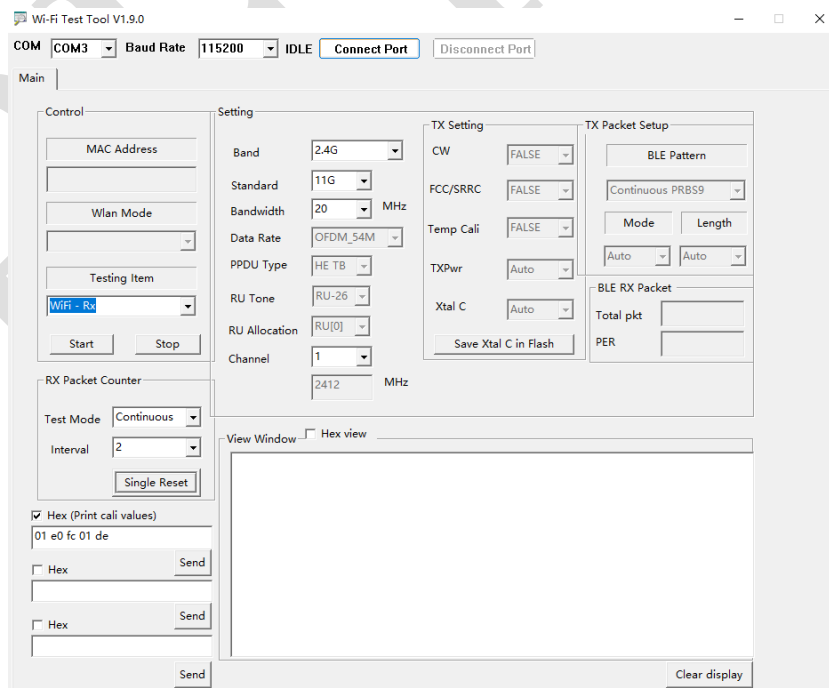 Wi-Fi Test Tool V1.9.0
COM COM3 Baud Rate 115200 IDLE Connect Port Disconnect Port
Main
Control
MAC Address
Wlan Mode
Testing Item
WiFi - Rx
Start Stop
RX Packet Counter
Test Mode Continuous
Interval 2
Single Reset
Hex (Print cali values)
01 e0 fc 01 de
Send
Hex
Send
Hex
Send
Setting
Band 2.4G
Standard 11G
Bandwidth 20 MHz
Data Rate OFDM_54M
PPDU Type HE TB
RU Tone RU-26
RU Allocation RU[0]
Channel 1
2412 MHz
TX Setting
CW FALSE
FCC/SRRC FALSE
Temp Cali FALSE
TXPwr Auto
Xtal C Auto
Save Xtal C in Flash
TX Packet Setup
BLE Pattern
Continuous PRBS9
Mode Length
Auto Auto
BLE RX Packet
Total pkt
PER
View Window Hex view
Clear display